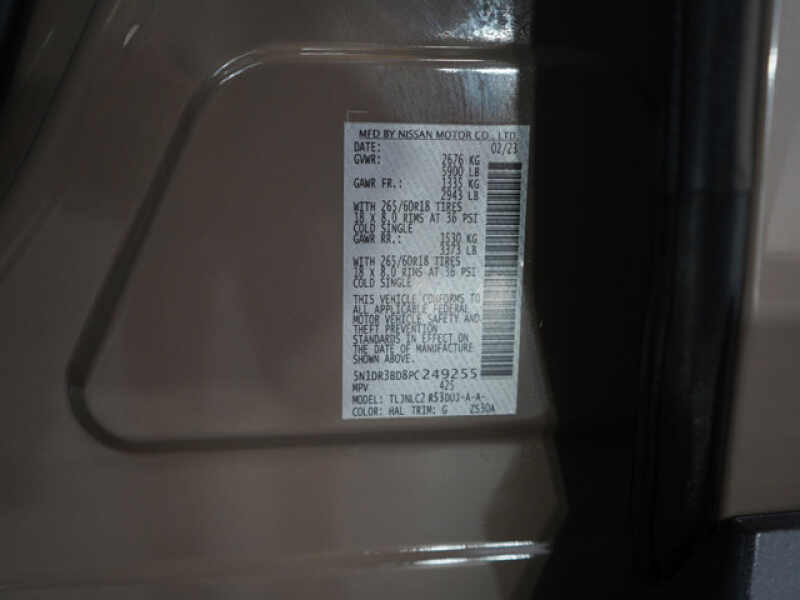 MFD BY NISSAN MOTOR CO., LTD.
DATE: 02/23
GVWR: 2676 KG
5900 LB
GAWR FR.: 1335 KG
2943 LB
WITH 265/60R18 TIRES
18 X 8.0 RIMS AT 36 PSI
COLD SINGLE
GAWR RR.: 1530 KG
3373 LB
WITH 265/60R18 TIRES
18 X 8.0 RIMS AT 36 PSI
COLD SINGLE
THIS VEHICLE CONFORMS TO
ALL APPLICABLE FEDERAL
MOTOR VEHICLE SAFETY AND
THEFT PREVENTION
STANDARDS IN EFFECT ON
THE DATE OF MANUFACTURE
SHOWN ABOVE.
5N1DR3BD8PC249255
MPV 425
MODEL: TLJNLC2 R53DUJ-A-A-
COLOR: HAL TRIM: G ZS30A